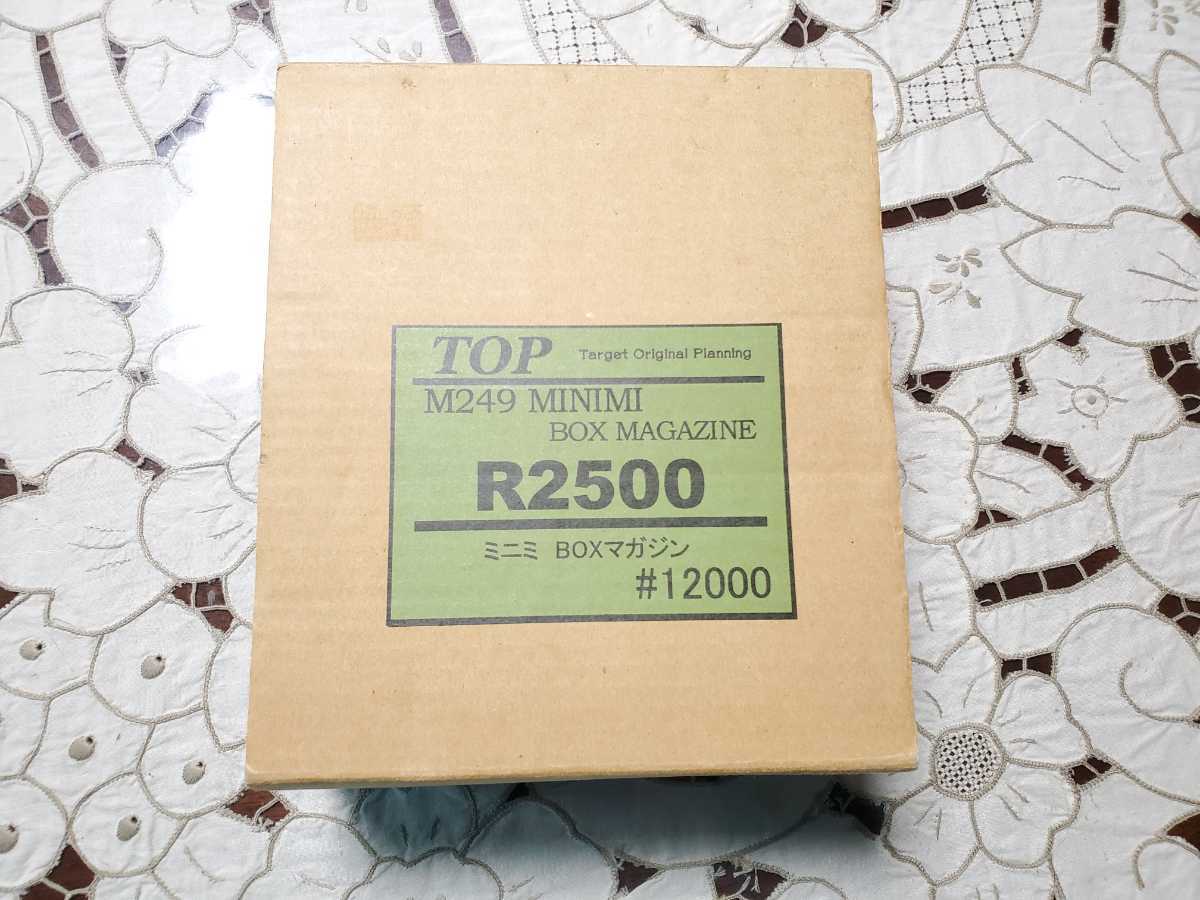 TOP Target Original Planning
M249 MINIMI
BOX MAGAZINE
R2500
ミニミ BOXマガジン
#12000